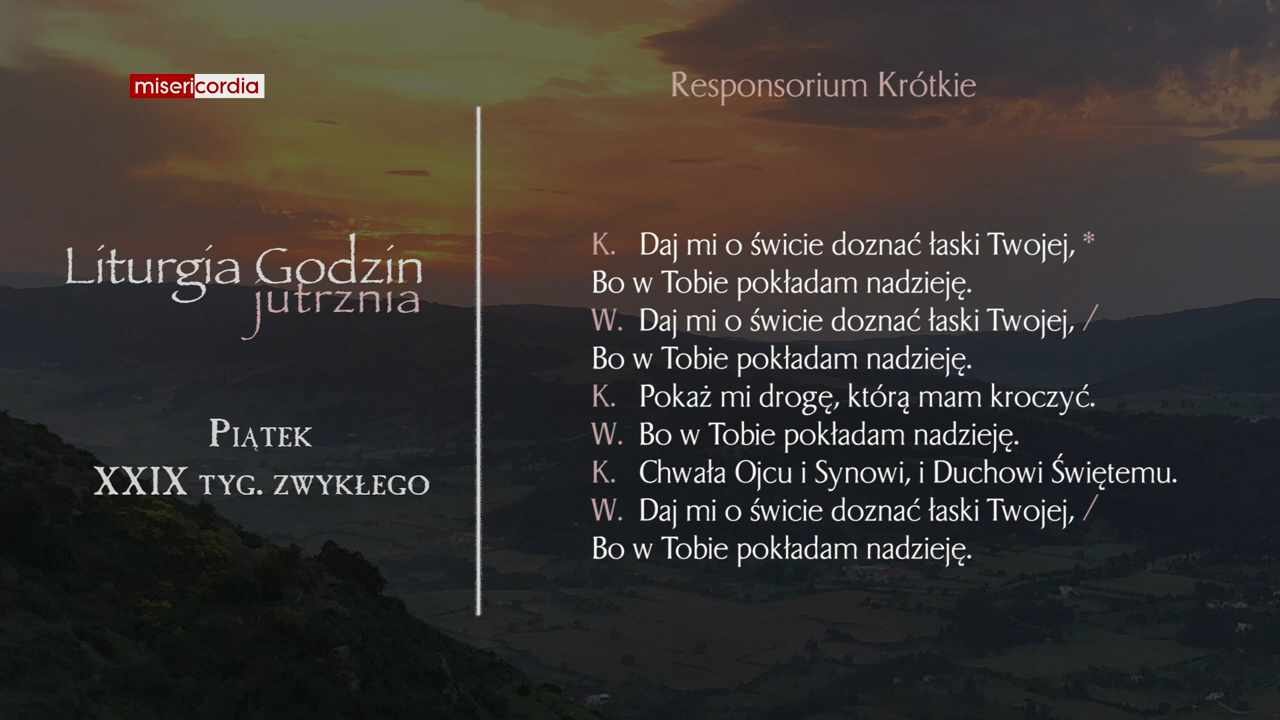 misericordia
Liturgia Godzin
jutrznia
Piątek
XXIX tyg. zwykłego
Responsorium Krótkie
K. Daj mi o świcie doznać łaski Twojej, *
Bo w Tobie pokładam nadzieję.
W. Daj mi o świcie doznać łaski Twojej, /
Bo w Tobie pokładam nadzieję.
K. Pokaż mi drogę, którą mam kroczyć.
W. Bo w Tobie pokładam nadzieję.
K. Chwała Ojcu i Synowi, i Duchowi Świętemu.
W. Daj mi o świcie doznać łaski Twojej, /
Bo w Tobie pokładam nadzieję.